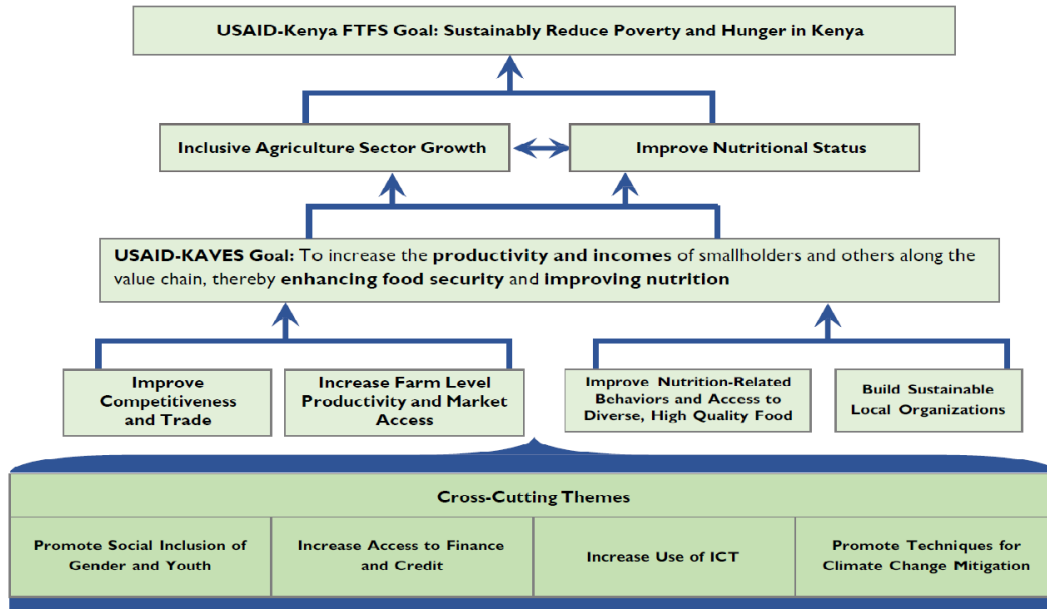 USAID-Kenya FTFS Goal: Sustainably Reduce Poverty and Hunger in Kenya
Inclusive Agriculture Sector Growth
Improve Nutritional Status
USAID-KAVES Goal: To increase the productivity and incomes of smallholders and others along the
value chain, thereby enhancing food security and improving nutrition
Improve
Competitiveness
and Trade
Increase Farm Level
Productivity and Market
Access
Improve Nutrition-Related
Behaviors and Access to
Diverse, High Quality Food
Build Sustainable
Local Organizations
Cross-Cutting Themes
Promote Social Inclusion of
Gender and Youth
Increase Access to Finance
and Credit
Increase Use of ICT
Promote Techniques for
Climate Change Mitigation